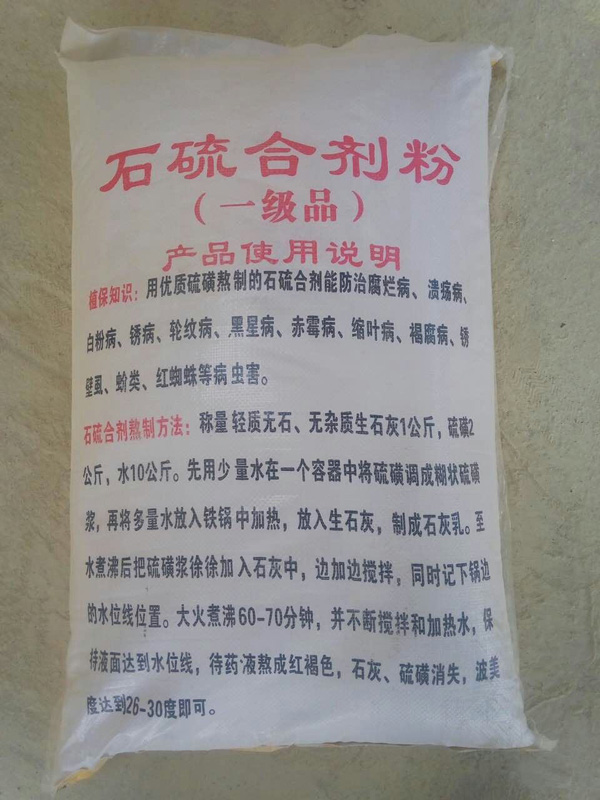 石硫合剂粉
（一级品）
产品使用说明
植保知识：用优质硫磺熬制的石硫合剂能防治腐烂病、溃疡病、
白粉病、锈病、轮纹病、黑星病、赤霉病、缩叶病、褐腐病、锈
壁虱、蚧类、红蜘蛛等病虫害。
石硫合剂熬制方法：称量轻质无石、无杂质生石灰1公斤，硫磺2
公斤，水10公斤。先用少量水在一个容器中将硫磺调成糊状硫磺
浆，再将多量水放入铁锅中加热，放入生石灰，制成石灰乳。至
水煮沸后把硫磺浆徐徐加入石灰中，边加边搅拌，同时记下锅边
的水位线位置。大火煮沸60-70分钟，并不断搅拌和加热水，保
持液面达到水位线，待药液熬成红褐色，石灰、硫磺消失，波美
度达到26-30度即可。